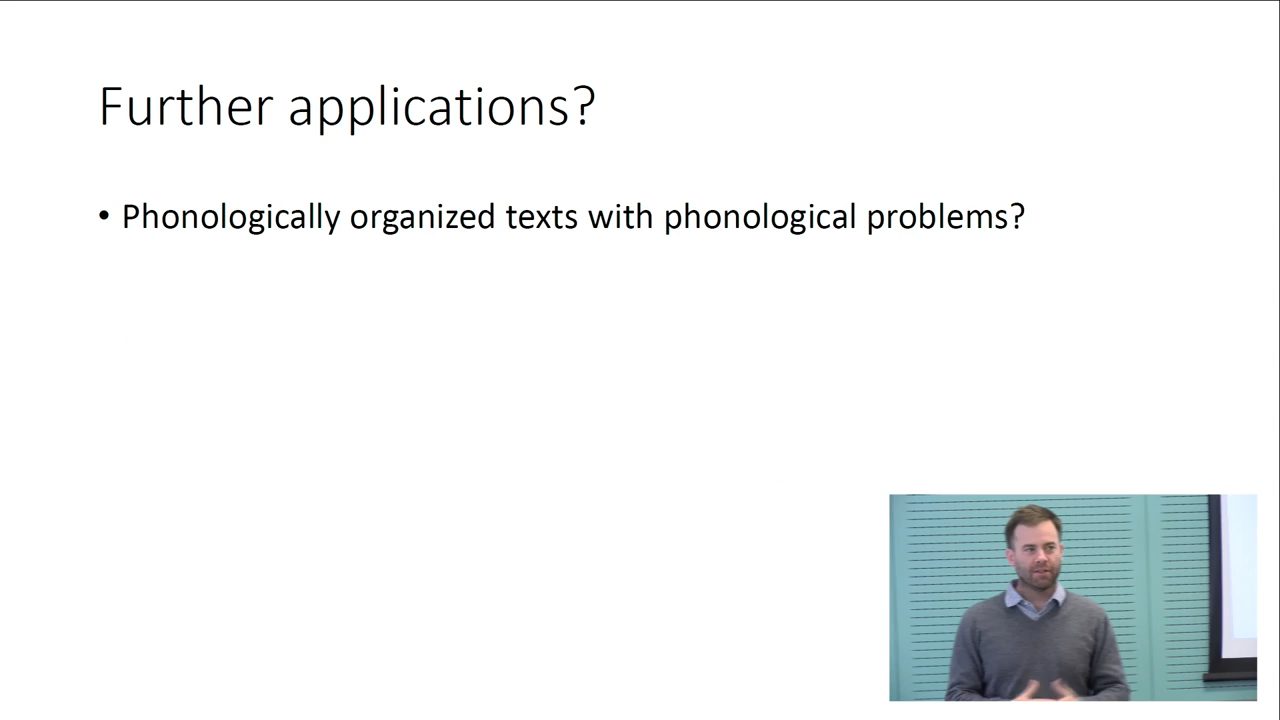 Further applications?
• Phonologically organized texts with phonological problems?